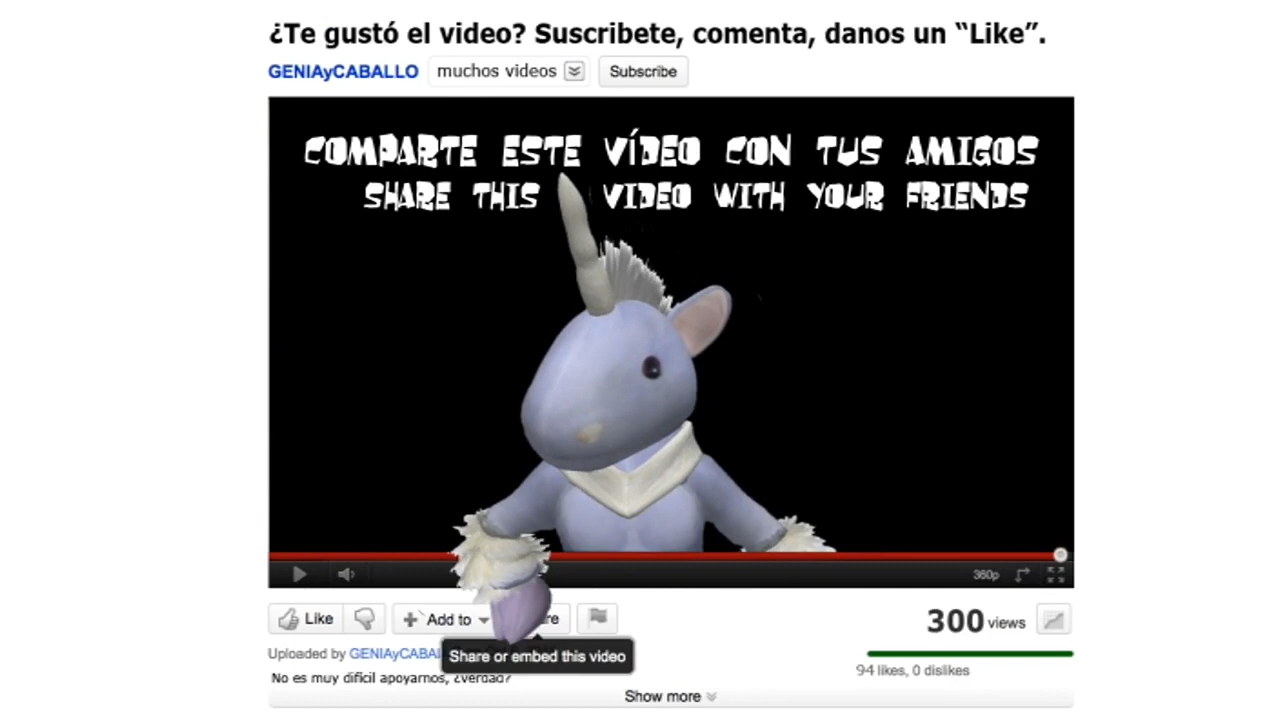 ¿Te gustó el video? Suscribete, comenta, danos un “Like”.
GENIAyCABALLO muchos videos Subscribe
COMPARTE ESTE VÍDEO CON TUS AMIGOS
SHARE THIS VIDEO WITH YOUR FRIENDS
360p
Like Add to
300 views
Uploaded by
Share or embed this video
94 likes, 0 dislikes
No es muy difícil apoyarnos, ¿verdad?
Show more